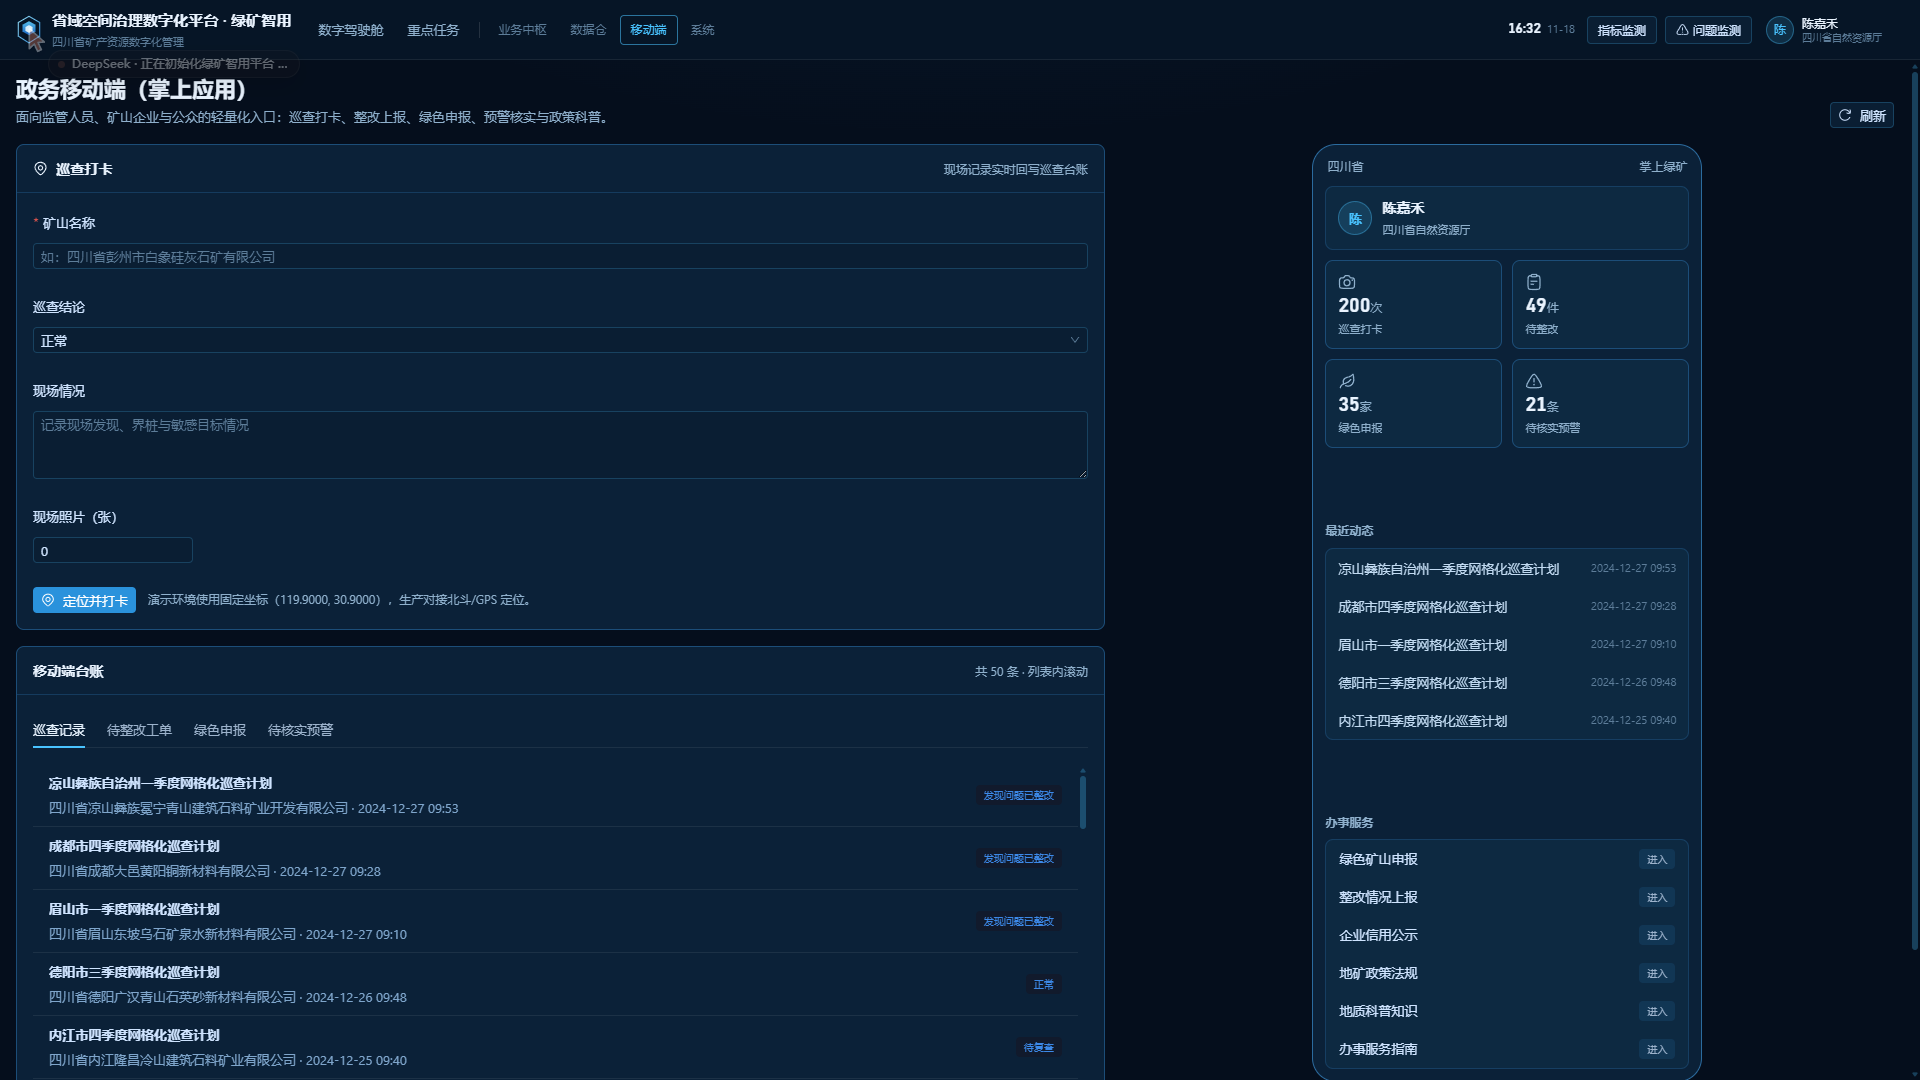 省域空间治理数字化平台 · 绿矿智用
四川省矿产资源数字化管理
数字驾驶舱
重点任务
业务中枢
数据仓
移动端
系统
16:32 11-18
指标监测
问题监测
陈
陈嘉禾
四川省自然资源厅
DeepSeek · 正在初始化绿矿智用平台 ...
政务移动端（掌上应用）
面向监管人员、矿山企业与公众的轻量化入口：巡查打卡、整改上报、绿色申报、预警核实与政策科普。
刷新
巡查打卡
现场记录实时回写巡查台账
* 矿山名称
如：四川省彭州市白象硅灰石矿有限公司
巡查结论
正常
现场情况
记录现场发现、界桩与敏感目标情况
现场照片（张）
0
定位并打卡
演示环境使用固定坐标（119.9000, 30.9000），生产对接北斗/GPS 定位。
移动端台账
共 50 条 · 列表内滚动
巡查记录
待整改工单
绿色申报
待核实预警
凉山彝族自治州一季度网格化巡查计划
四川省凉山彝族冕宁青山建筑石料矿业开发有限公司 · 2024-12-27 09:53
发现问题已整改
成都市四季度网格化巡查计划
四川省成都大邑黄阳铜新材料有限公司 · 2024-12-27 09:28
发现问题已整改
眉山市一季度网格化巡查计划
四川省眉山东坡乌石矿泉水新材料有限公司 · 2024-12-27 09:10
发现问题已整改
德阳市三季度网格化巡查计划
四川省德阳广汉青山石英砂新材料有限公司 · 2024-12-26 09:48
正常
内江市四季度网格化巡查计划
四川省内江隆昌冷山建筑石料矿业有限公司 · 2024-12-25 09:40
待复查
四川省
掌上绿矿
陈
陈嘉禾
四川省自然资源厅
200次
巡查打卡
49件
待整改
35家
绿色申报
21条
待核实预警
最近动态
凉山彝族自治州一季度网格化巡查计划 2024-12-27 09:53
成都市四季度网格化巡查计划 2024-12-27 09:28
眉山市一季度网格化巡查计划 2024-12-27 09:10
德阳市三季度网格化巡查计划 2024-12-26 09:48
内江市四季度网格化巡查计划 2024-12-25 09:40
办事服务
绿色矿山申报 进入
整改情况上报 进入
企业信用公示 进入
地矿政策法规 进入
地质科普知识 进入
办事服务指南 进入